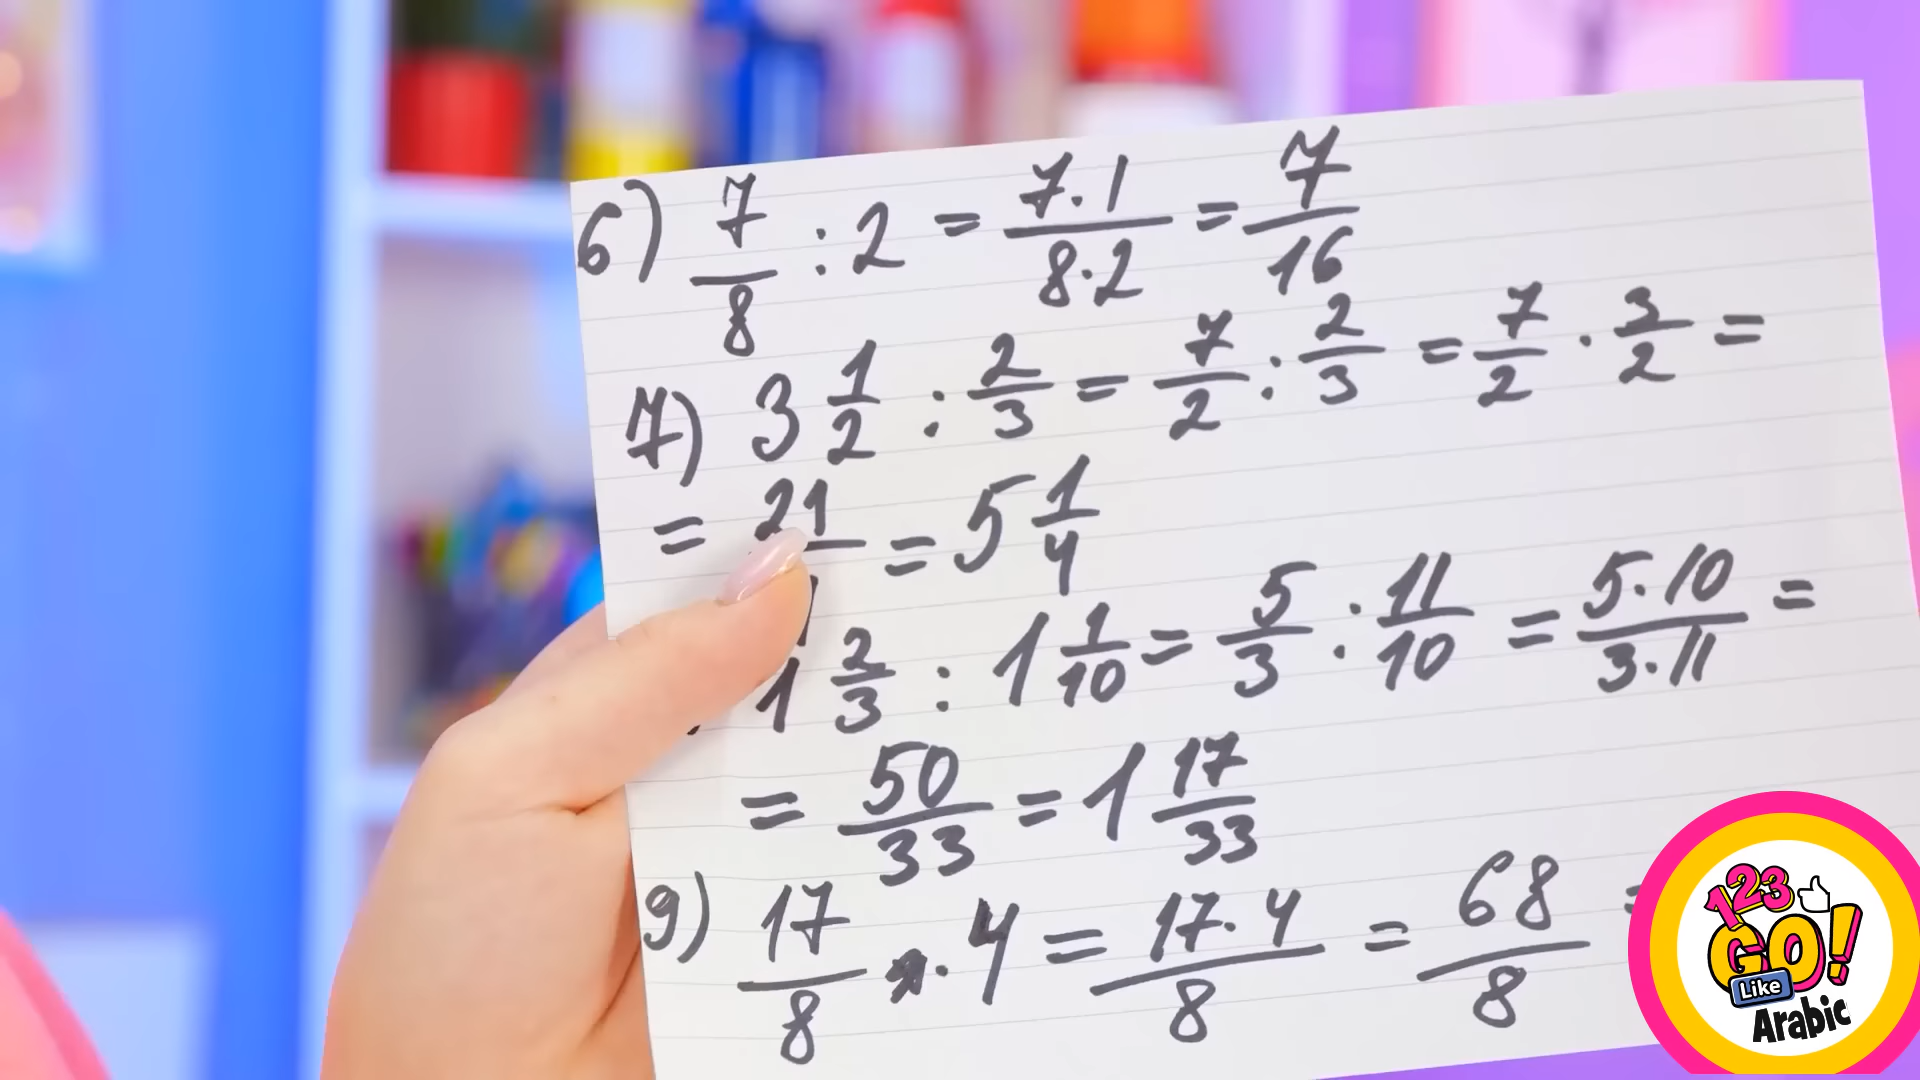 6) 7/8 : 2 = 7·1/8·2 = 7/16
7) 3 1/2 : 2/3 = 7/2 : 2/3 = 7/2 · 3/2 =
= 21/ = 5 1/4
1 2/3 : 1 1/10 = 5/3 : 11/10 = 5·10/3·11 =
= 50/33 = 1 17/33
9) 17/8 · 4 = 17·4/8 = 68/8 =
123
GO!
Like
Arabic